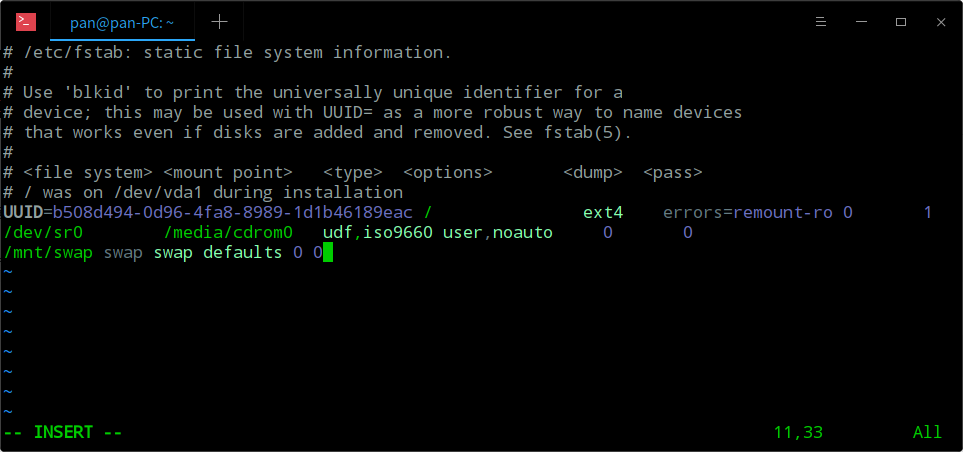 pan@pan-PC: ~
# /etc/fstab: static file system information.
#
# Use 'blkid' to print the universally unique identifier for a
# device; this may be used with UUID= as a more robust way to name devices
# that works even if disks are added and removed. See fstab(5).
#
# <file system> <mount point>   <type>  <options>       <dump>  <pass>
# / was on /dev/vda1 during installation
UUID=b508d494-0d96-4fa8-8989-1d1b46189eac /               ext4    errors=remount-ro 0       1
/dev/sr0        /media/cdrom0   udf,iso9660 user,noauto     0       0
/mnt/swap swap swap defaults 0 0
~
~
~
~
~
~
~
~
-- INSERT --                                                                 11,33         All